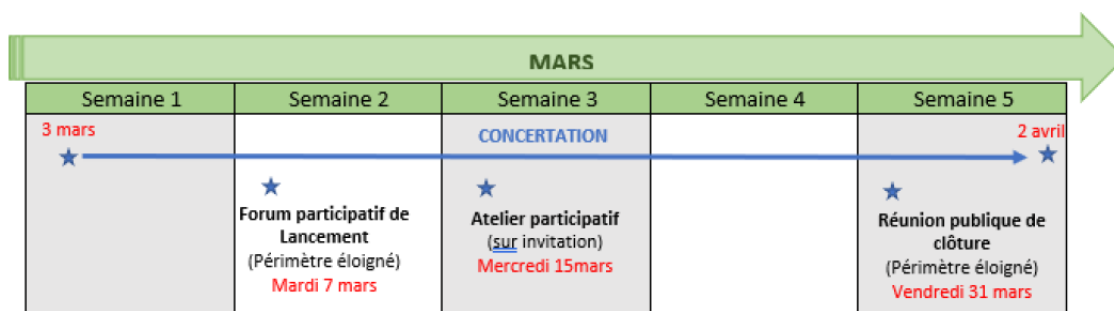 MARS
Semaine 1
Semaine 2
Semaine 3
Semaine 4
Semaine 5
3 mars
CONCERTATION
2 avril
Forum participatif de
Lancement
(Périmètre éloigné)
Mardi 7 mars
Atelier participatif
(sur invitation)
Mercredi 15mars
Réunion publique de
clôture
(Périmètre éloigné)
Vendredi 31 mars